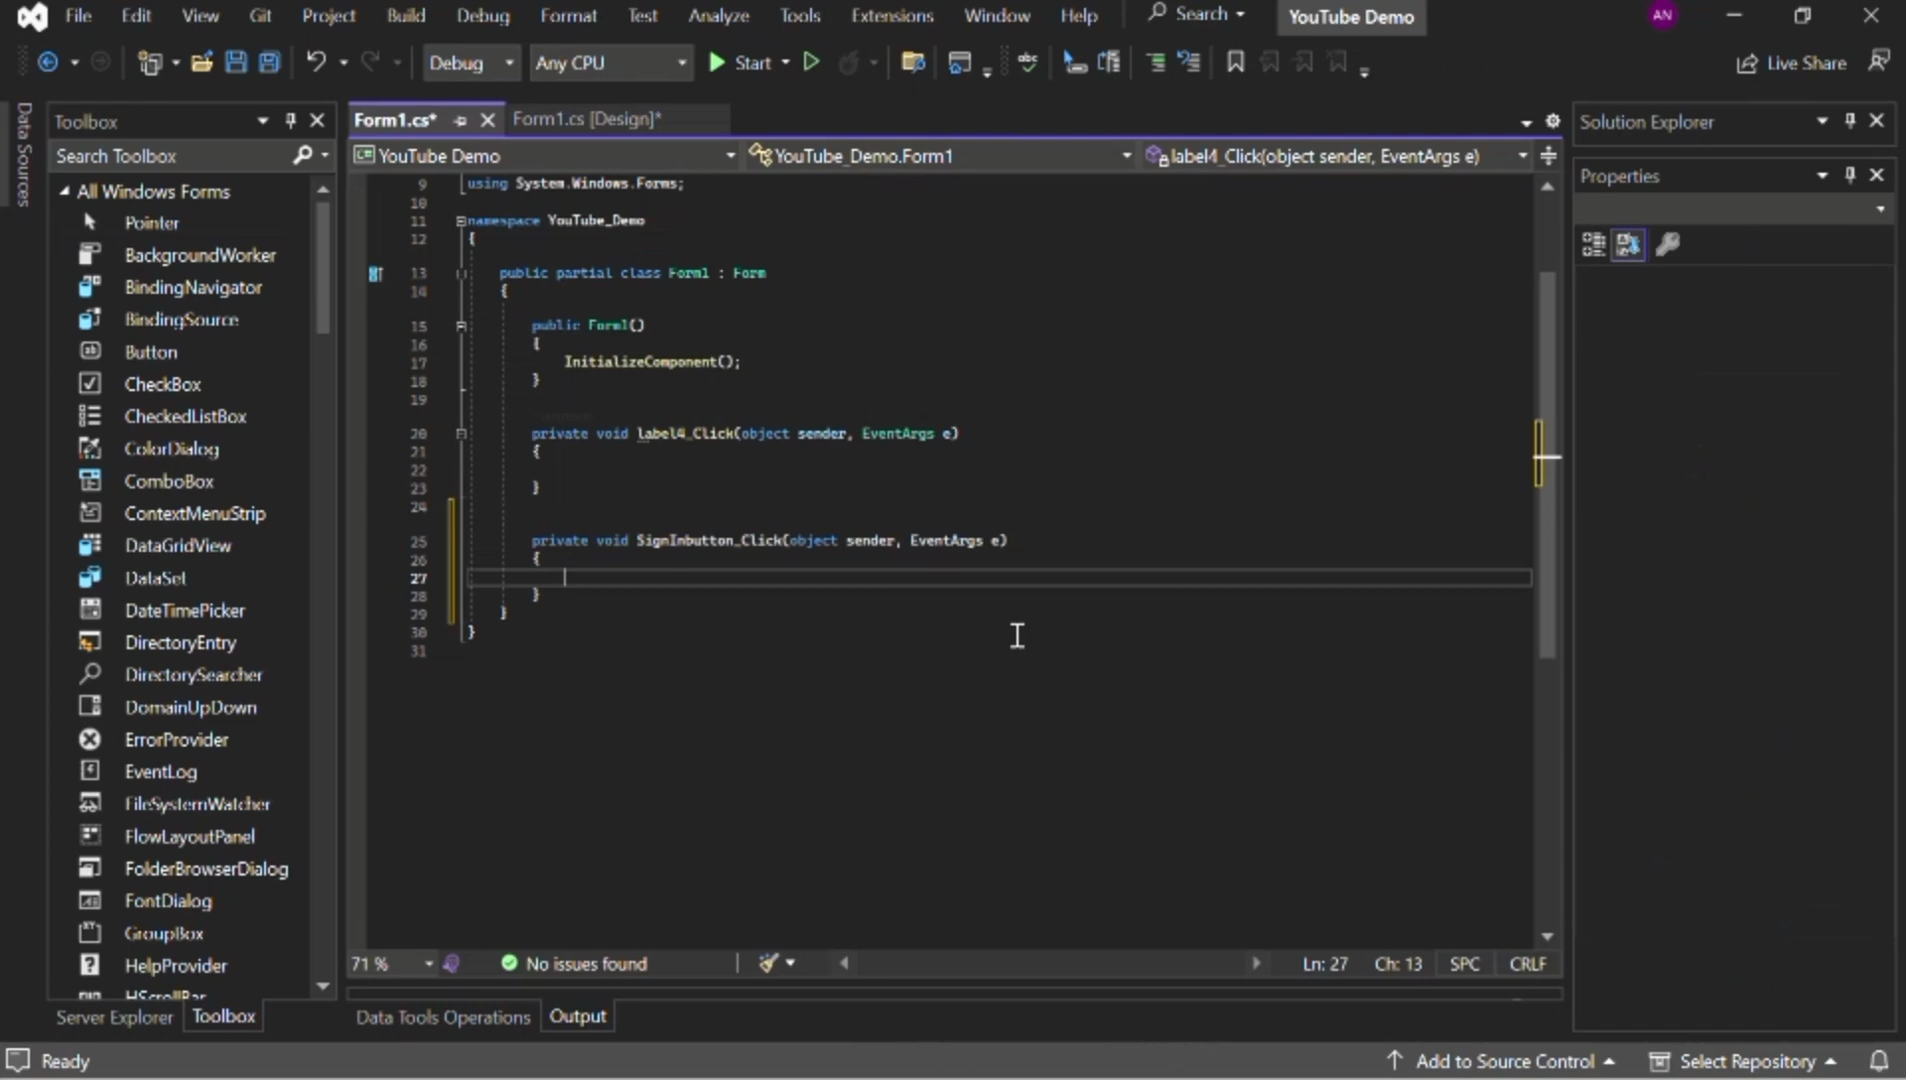 File Edit View Git Project Build Debug Format Test Analyze Tools Extensions Window Help Search YouTube Demo AN
Debug Any CPU Start abc Live Share
Data Sources
Toolbox
Search Toolbox
All Windows Forms
Pointer
BackgroundWorker
BindingNavigator
BindingSource
Button
CheckBox
CheckedListBox
ColorDialog
ComboBox
ContextMenuStrip
DataGridView
DataSet
DateTimePicker
DirectoryEntry
DirectorySearcher
DomainUpDown
ErrorProvider
EventLog
FileSystemWatcher
FlowLayoutPanel
FolderBrowserDialog
FontDialog
GroupBox
HelpProvider
HScrollBar
Server Explorer Toolbox
Form1.cs* Form1.cs [Design]*
YouTube Demo YouTube_Demo.Form1 label4_Click(object sender, EventArgs e)
9 using System.Windows.Forms;
10
11 namespace YouTube_Demo
12 {
13 public partial class Form1 : Form
14 {
15 public Form1()
16 {
17 InitializeComponent();
18 }
19
20 private void label4_Click(object sender, EventArgs e)
21 {
22
23 }
24
25 private void SignInbutton_Click(object sender, EventArgs e)
26 {
27
28 }
29 }
30 }
31
71 % No issues found Ln: 27 Ch: 13 SPC CRLF
Data Tools Operations Output
Solution Explorer
Properties
Ready Add to Source Control Select Repository